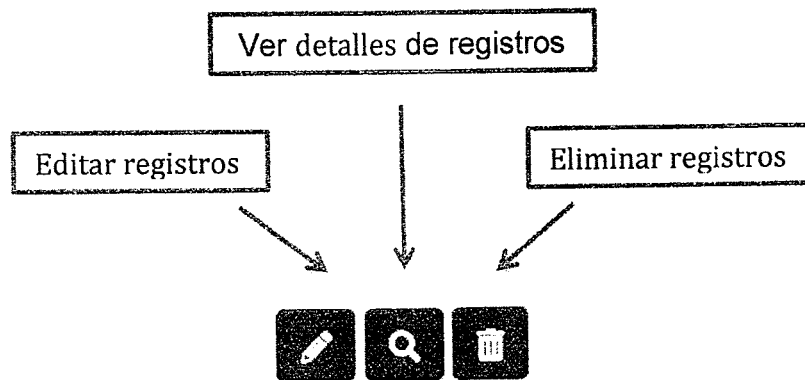 Ver detalles de registros
Editar registros
Eliminar registros